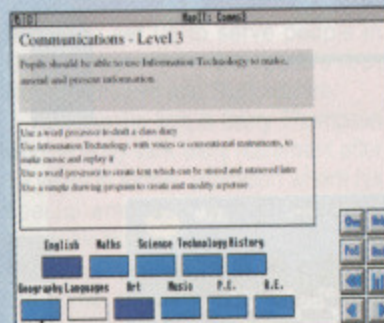 MapIT: Comms3
Communications - Level 3
Pupils should be able to use Information Technology to make,
amend and present information
Use a word processor to draft a class diary
Use Information Technology, with voices or conventional instruments, to
make music and replay it
Use a word processor to create text which can be stored and retrieved later
Use a simple drawing program to create and modify a picture
English Maths Science Technology History
Geography Languages Art Music P.E. R.E.